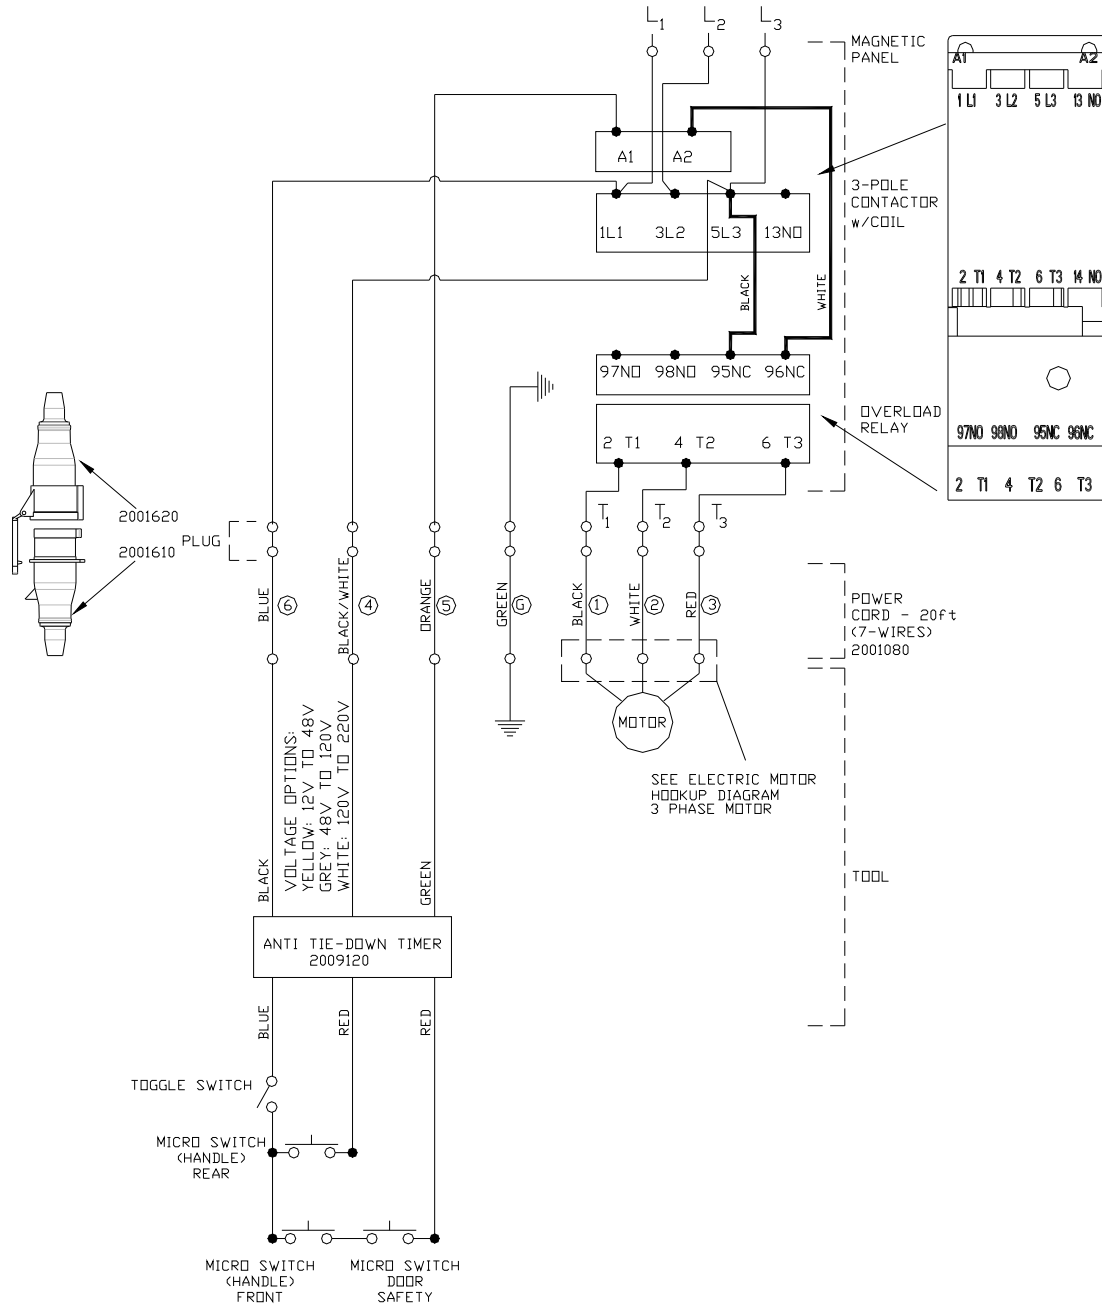 L1
L2
L3
MAGNETIC
PANEL
A1
A2
1 L1
3 L2
5 L3
13 NO
A1
A2
3-POLE
CONTACTOR
W/COIL
1L1
3L2
5L3
13NO
BLACK
WHITE
2 T1
4 T2
6 T3
14 NO
97NO
98NO
95NC
96NC
OVERLOAD
RELAY
2 T1
4 T2
6 T3
97NO
98NO
95NC
96NC
2 T1
4 T2
6 T3
2001620
2001610
PLUG
T1
T2
T3
BLUE
6
BLACK/WHITE
4
ORANGE
5
GREEN
G
BLACK
1
WHITE
2
RED
3
POWER
CORD - 20ft
(7-WIRES)
2001080
MOTOR
SEE ELECTRIC MOTOR
HOOKUP DIAGRAM
3 PHASE MOTOR
VOLTAGE OPTIONS:
YELLOW: 12V TO 48V
GREY: 48V TO 120V
WHITE: 120V TO 220V
BLACK
GREEN
TOOL
ANTI TIE-DOWN TIMER
2009120
BLUE
RED
RED
TOGGLE SWITCH
MICRO SWITCH
(HANDLE)
REAR
MICRO SWITCH
(HANDLE)
FRONT
MICRO SWITCH
DOOR
SAFETY